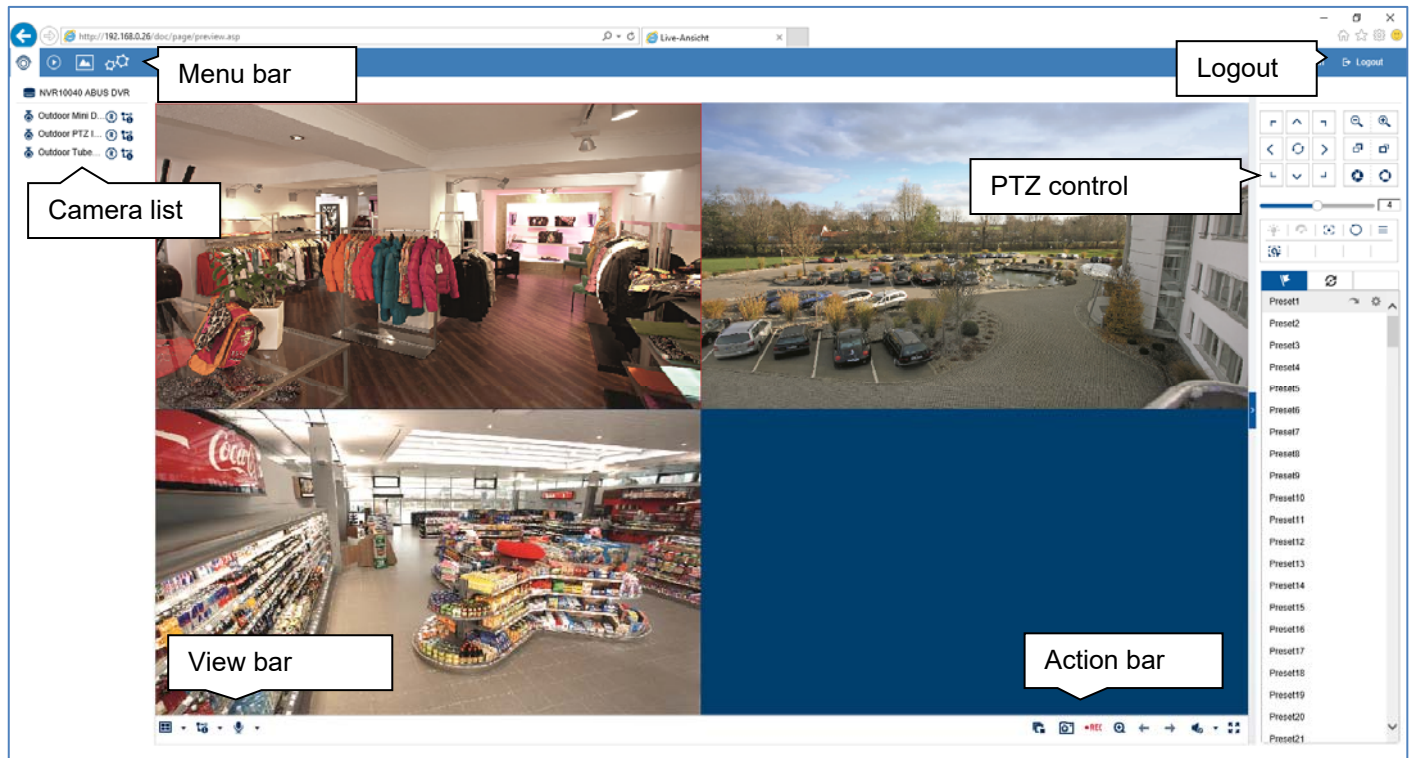 http://192.168.0.26/doc/page/preview.asp
Live-Ansicht
Menu bar
Logout
Logout
NVR10040 ABUS DVR
Outdoor Mini D...
Outdoor PTZ I...
Outdoor Tube...
Camera list
PTZ control
4
Preset1
Preset2
Preset3
Preset4
Preset5
Preset6
Preset7
Preset8
Preset9
Preset10
Preset11
Preset12
Preset13
Preset14
Preset15
Preset16
Preset17
Preset18
Preset19
Preset20
Preset21
Coca-Cola
View bar
Action bar
REC